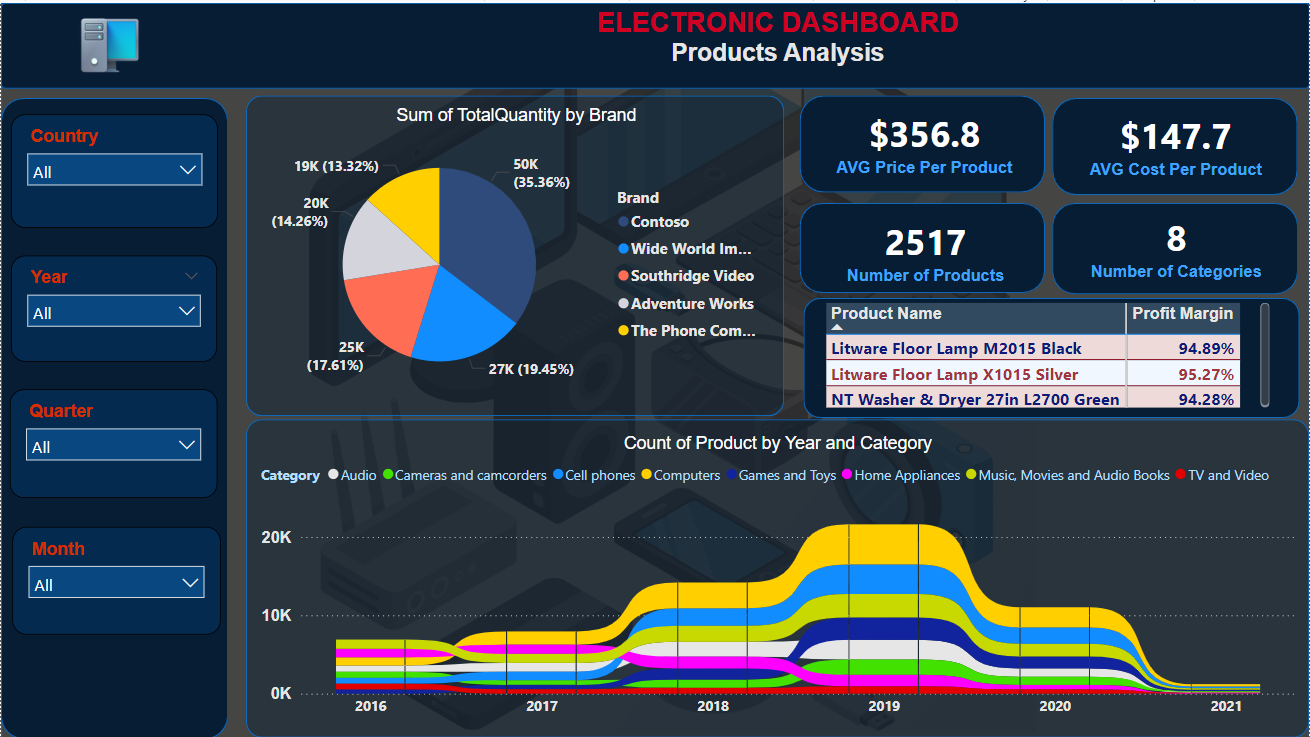 ELECTRONIC DASHBOARD
Products Analysis
Country
All
Year
All
Quarter
All
Month
All
Sum of TotalQuantity by Brand
19K (13.32%)
50K
(35.36%)
20K
(14.26%)
25K
(17.61%)
27K (19.45%)
Brand
Contoso
Wide World Im...
Southridge Video
Adventure Works
The Phone Com...
$356.8
AVG Price Per Product
$147.7
AVG Cost Per Product
2517
Number of Products
8
Number of Categories
Product Name Profit Margin
Litware Floor Lamp M2015 Black 94.89%
Litware Floor Lamp X1015 Silver 95.27%
NT Washer & Dryer 27in L2700 Green 94.28%
Count of Product by Year and Category
Category Audio Cameras and camcorders Cell phones Computers Games and Toys Home Appliances Music, Movies and Audio Books TV and Video
20K
10K
0K
2016 2017 2018 2019 2020 2021